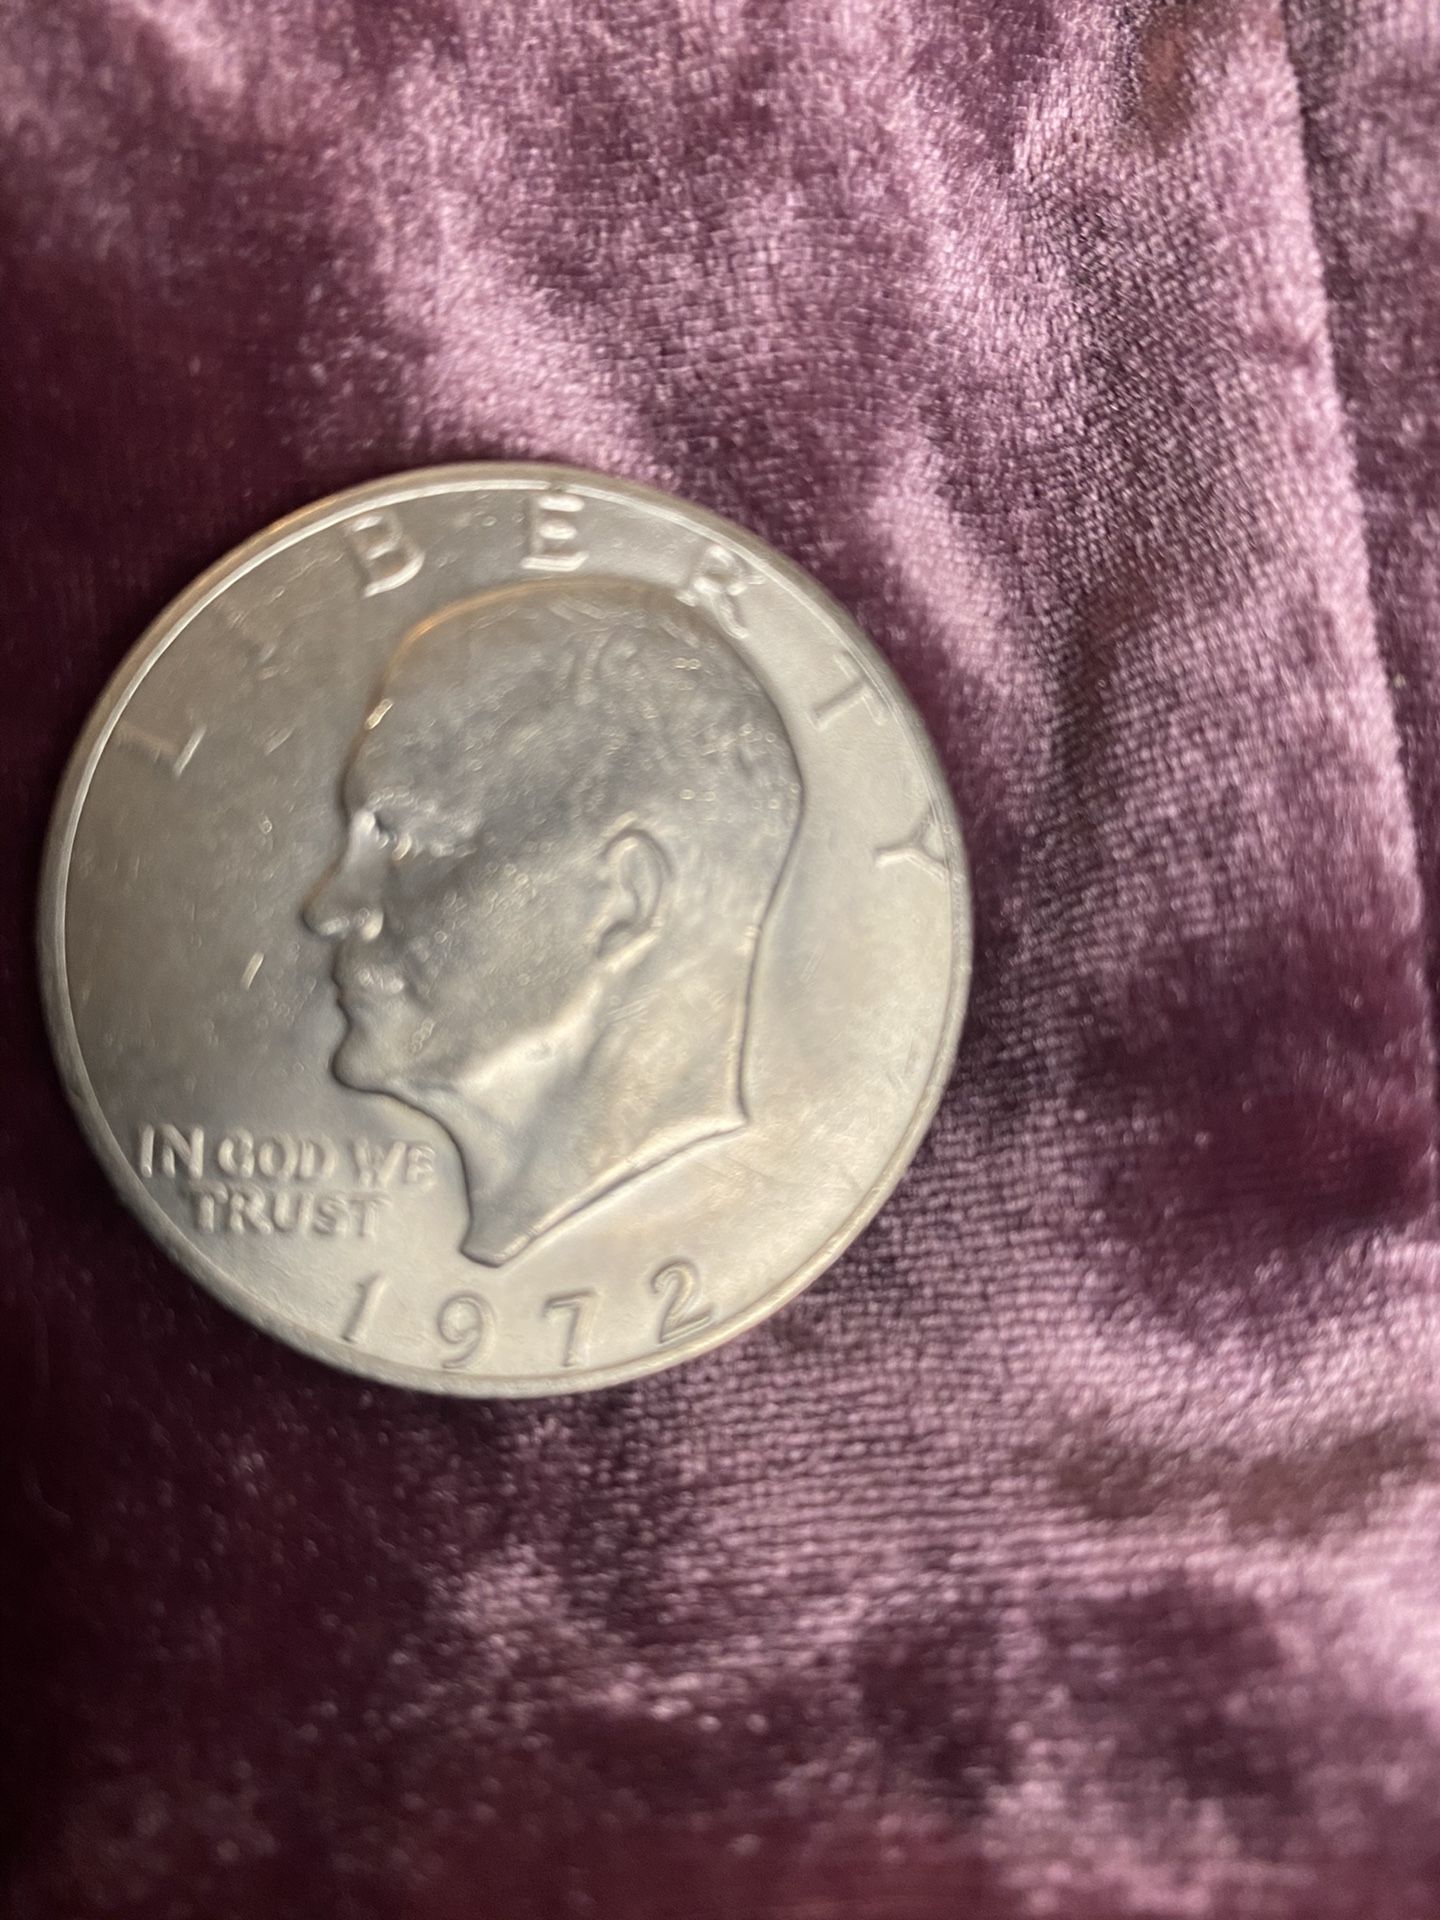 LIBERTY
IN GOD WE
TRUST
1972